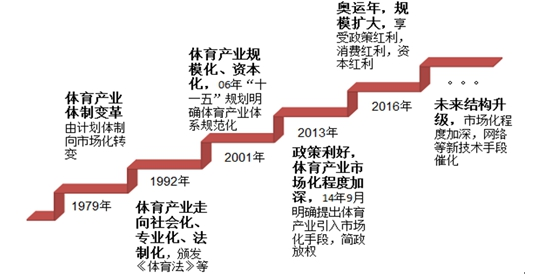 体育产业
体制变革
由计划体制
向市场化转
变
1979年
1992年
体育产业走
向社会化、
专业化、法
制化，颁发
《体育法》等
体育产业规
模化、资本
化，06年“十
一五”规划明
确体育产业体
系规范化
2001年
2013年
政策利好，
体育产业市
场化程度加
深，14年9月
明确提出体育
产业引入市场
化手段，简政
放权
奥运年，规
模扩大，享
受政策红利，
消费红利，资
本红利
2016年
。。。
未来结构升
级，市场化程
度加深，网络
等新技术手段
催化